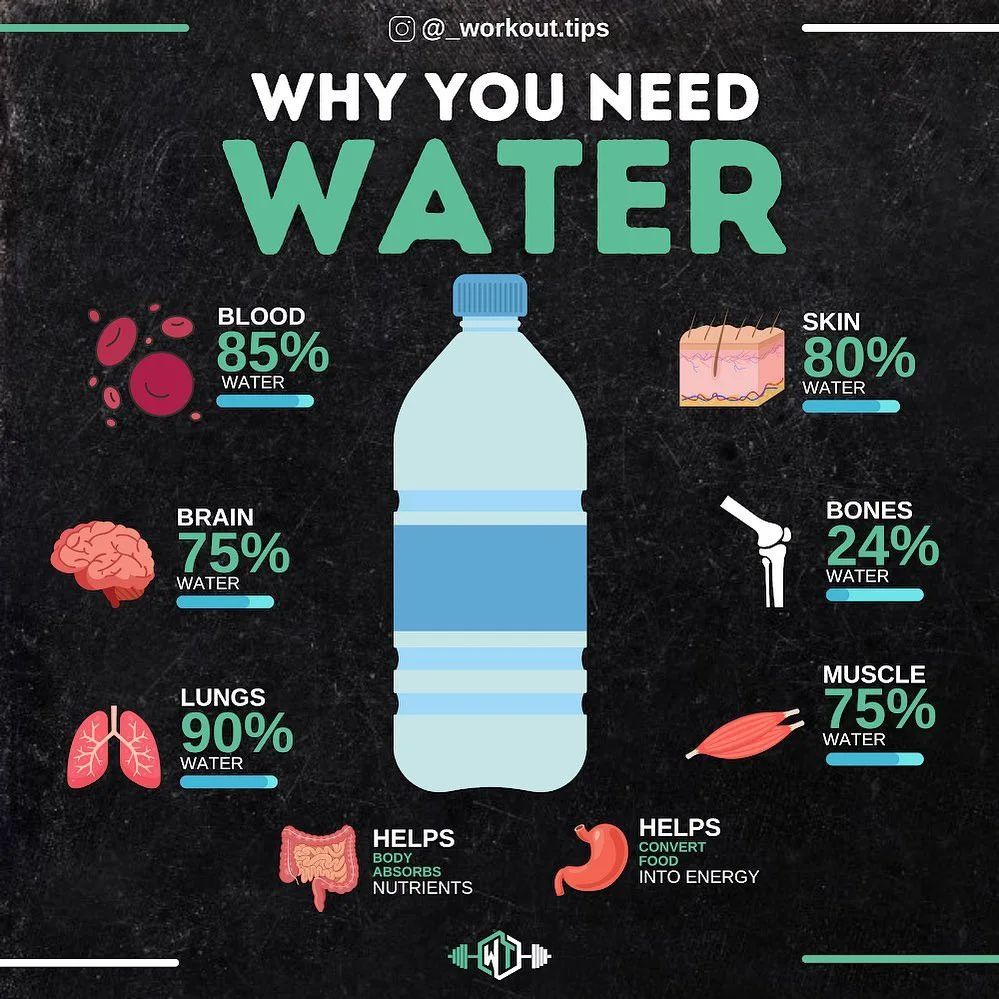 @_workout.tips
WHY YOU NEED
WATER
BLOOD
85%
WATER
SKIN
80%
WATER
BRAIN
75%
WATER
BONES
24%
WATER
LUNGS
90%
WATER
MUSCLE
75%
WATER
HELPS
BODY
ABSORBS
NUTRIENTS
HELPS
CONVERT
FOOD
INTO ENERGY
WT